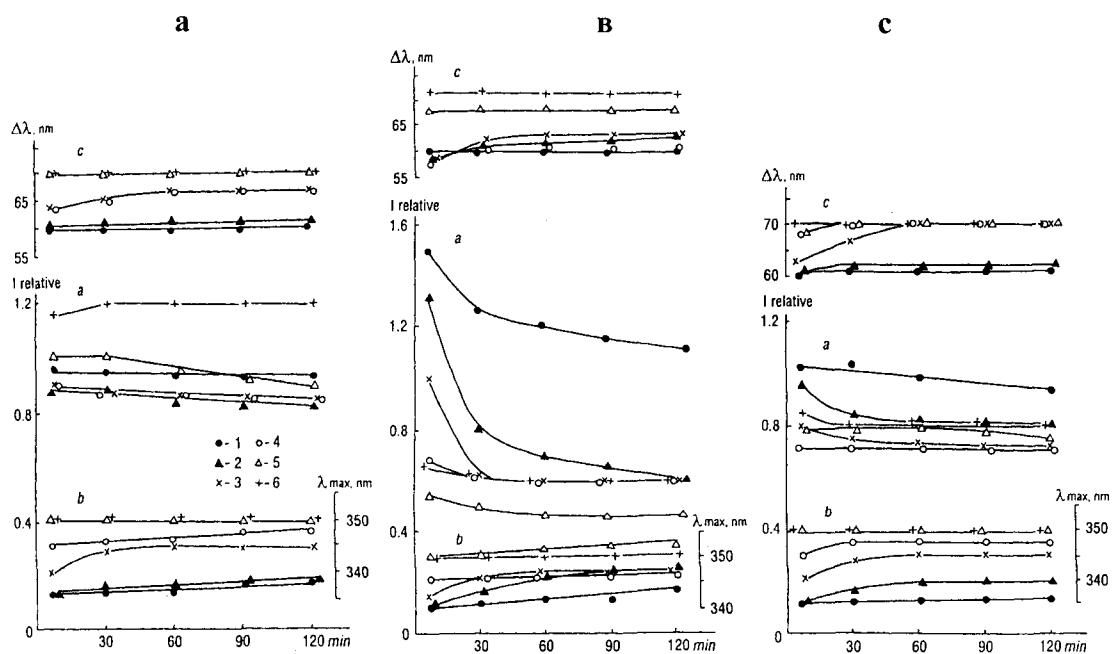 а
в
с
Δλ, nm
c
65
55
I relative
1.2
a
0.8
● - 1 ○ - 4
▲ - 2 △ - 5
× - 3 + - 6
λ max, nm
b
0.4
350
340
0
30 60 90 120 min
Δλ, nm
c
65
55
I relative
1.6
a
1.2
0.8
λ max, nm
0.4
b
350
340
0
30 60 90 120 min
Δλ, nm
c
70
60
I relative
1.2
a
0.8
λ max, nm
b
0.4
350
340
0
30 60 90 120 min